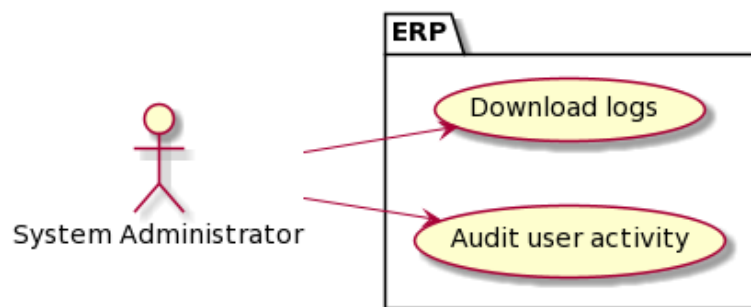 ERP
Download logs
System Administrator
Audit user activity